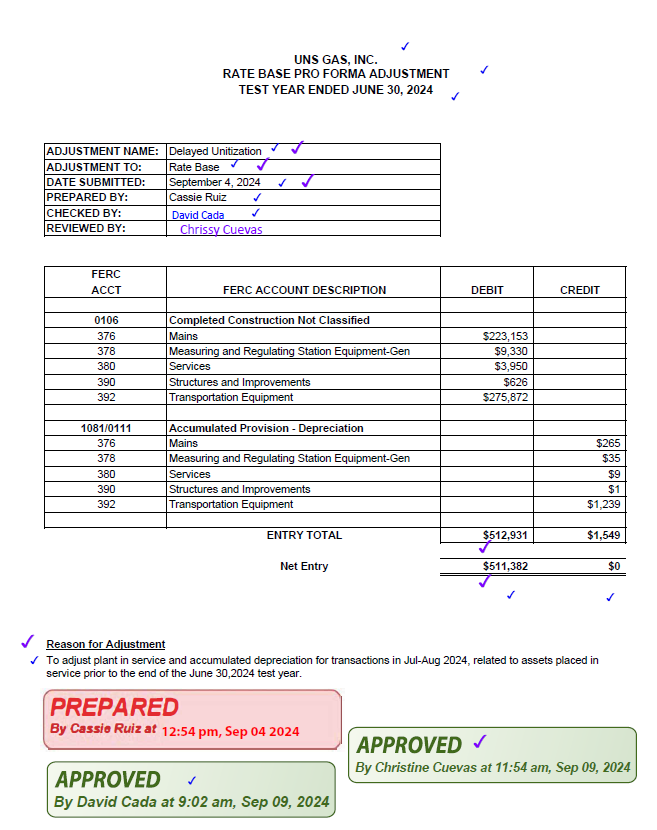 UNS GAS, INC.
RATE BASE PRO FORMA ADJUSTMENT
TEST YEAR ENDED JUNE 30, 2024
ADJUSTMENT NAME: Delayed Unitization
ADJUSTMENT TO: Rate Base
DATE SUBMITTED: September 4, 2024
PREPARED BY: Cassie Ruiz
CHECKED BY: David Cada
REVIEWED BY: Chrissy Cuevas
FERC
ACCT FERC ACCOUNT DESCRIPTION DEBIT CREDIT
0106 Completed Construction Not Classified
376 Mains $223,153
378 Measuring and Regulating Station Equipment-Gen $9,330
380 Services $3,950
390 Structures and Improvements $626
392 Transportation Equipment $275,872
1081/0111 Accumulated Provision - Depreciation
376 Mains $265
378 Measuring and Regulating Station Equipment-Gen $35
380 Services $9
390 Structures and Improvements $1
392 Transportation Equipment $1,239
ENTRY TOTAL $512,931 $1,549
Net Entry $511,382 $0
Reason for Adjustment
To adjust plant in service and accumulated depreciation for transactions in Jul-Aug 2024, related to assets placed in
service prior to the end of the June 30,2024 test year.
PREPARED
By Cassie Ruiz at 12:54 pm, Sep 04 2024
APPROVED
By Christine Cuevas at 11:54 am, Sep 09, 2024
APPROVED
By David Cada at 9:02 am, Sep 09, 2024